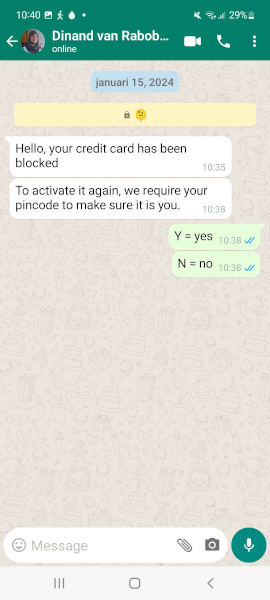 10:40 29%
Dinand van Rabob...
online
januari 15, 2024
Hello, your credit card has been
blocked
10:35
To activate it again, we require your
pincode to make sure it is you.
10:38
Y = yes 10:38
N = no 10:38
Message